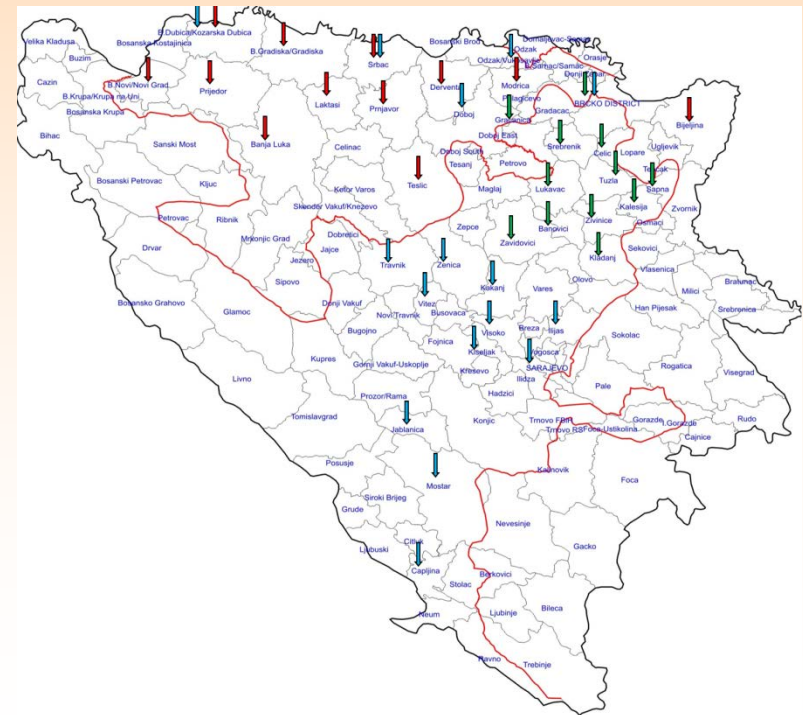 Velika Kladusa
B.Dubica/Kozarska Dubica
Bosanska Kostajnica
B.Gradiska/Gradiska
Srbac
Bosanski Brod
Odzak
Orasje
Buzim
Cazin
B.Novi/Novi Grad
Prijedor
Laktasi
Prnjavor
Derventa
Doboj
Modrica
B.Samac/Samac
BRCKO DISTRICT
Bijeljina
B.Krupa/Krupa na Uni
Bosanska Krupa
Bihac
Sanski Most
Banja Luka
Celinac
Gracanica
Gradacac
Doboj East
Srebrenik
Celic
Lopare
Ugljevik
Teocak
Doboj South
Tesanj
Petrovo
Bosanski Petrovac
Kljuc
Kotor Varos
Teslic
Maglaj
Lukavac
Tuzla
Sapna
Kalesija
Zvornik
Petrovac
Ribnik
Skender Vakuf/Knezevo
Banovici
Zivinice
Osmaci
Drvar
Mrkonjic Grad
Dobretici
Jajce
Zepce
Zavidovici
Kladanj
Sekovici
Jezero
Travnik
Zenica
Vlasenica
Sipovo
Kakanj
Vares
Olovo
Milici
Bratunac
Bosansko Grahovo
Glamoc
Donji Vakuf
Vitez
Novi Travnik
Busovaca
Han Pijesak
Srebrenica
Bugojno
Visoko
Breza
Ilijas
Sokolac
Fojnica
Kiseljak
Vogosca
Kupres
Gornji Vakuf-Uskoplje
Kresevo
SARAJEVO
Ilidza
Rogatica
Visegrad
Livno
Hadzici
Pale
Prozor/Rama
Tomislavgrad
Jablanica
Konjic
Trnovo FBiH
Trnovo RS
Foca-Ustikolina
Gorazde
Rudo
Cajnice
Posusje
Mostar
Kalinovik
Foca
Siroki Brijeg
Grude
Nevesinje
Citluk
Ljubuski
Gacko
Capljina
Stolac
Berkovici
Neum
Ljubinje
Bileca
Ravno
Trebinje